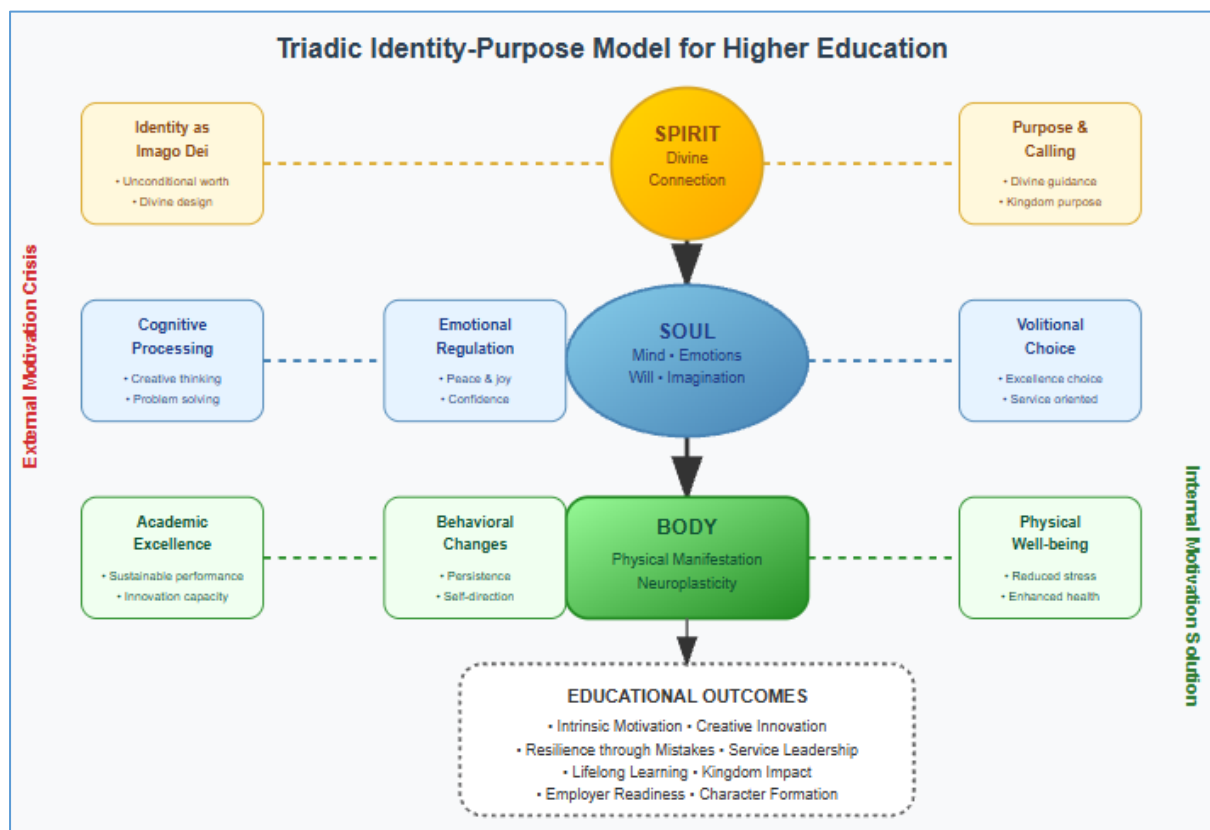 Triadic Identity-Purpose Model for Higher Education
Identity as
Imago Dei
• Unconditional worth
• Divine design
SPIRIT
Divine
Connection
Purpose &
Calling
• Divine guidance
• Kingdom purpose
External Motivation Crisis
Cognitive
Processing
• Creative thinking
• Problem solving
Emotional
Regulation
• Peace & joy
• Confidence
SOUL
Mind • Emotions
Will • Imagination
Volitional
Choice
• Excellence choice
• Service oriented
Academic
Excellence
• Sustainable performance
• Innovation capacity
Behavioral
Changes
• Persistence
• Self-direction
BODY
Physical Manifestation
Neuroplasticity
Physical
Well-being
• Reduced stress
• Enhanced health
Internal Motivation Solution
EDUCATIONAL OUTCOMES
• Intrinsic Motivation • Creative Innovation
• Resilience through Mistakes • Service Leadership
• Lifelong Learning • Kingdom Impact
• Employer Readiness • Character Formation